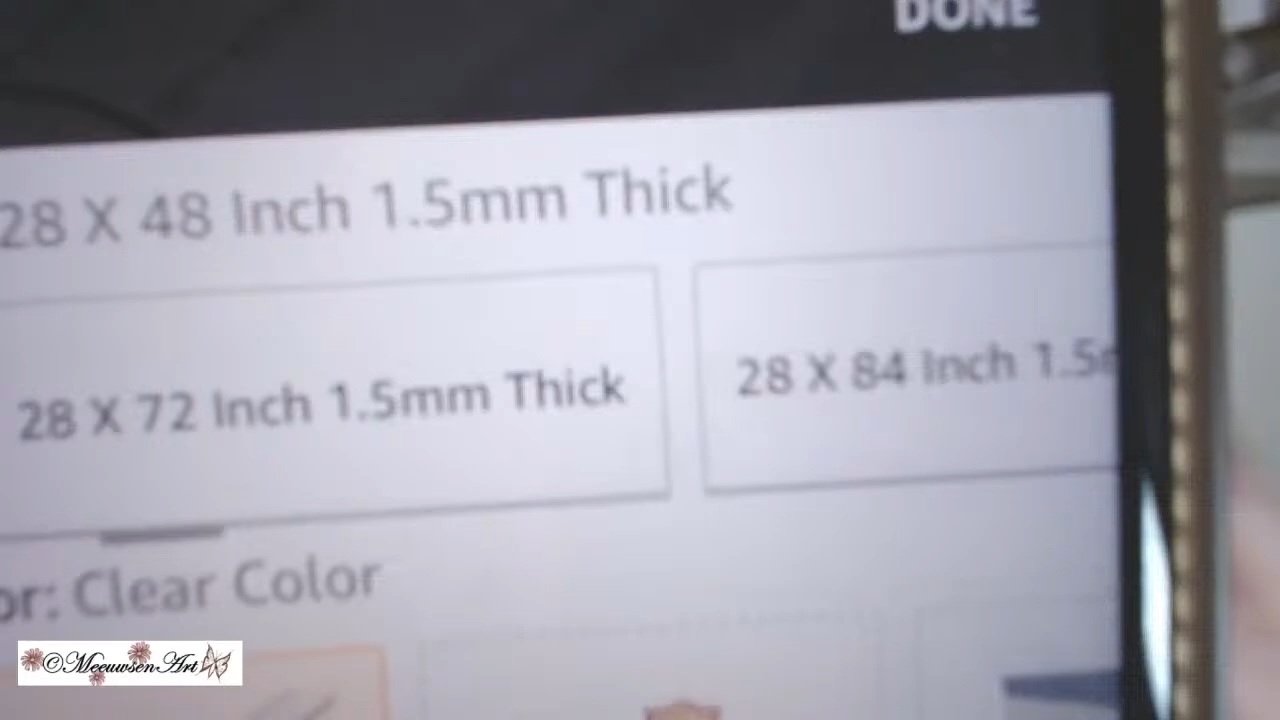 DONE
28 X 48 Inch 1.5mm Thick
28 X 72 Inch 1.5mm Thick
28 X 84 Inch
or: Clear Color
©MeeuwsenArt